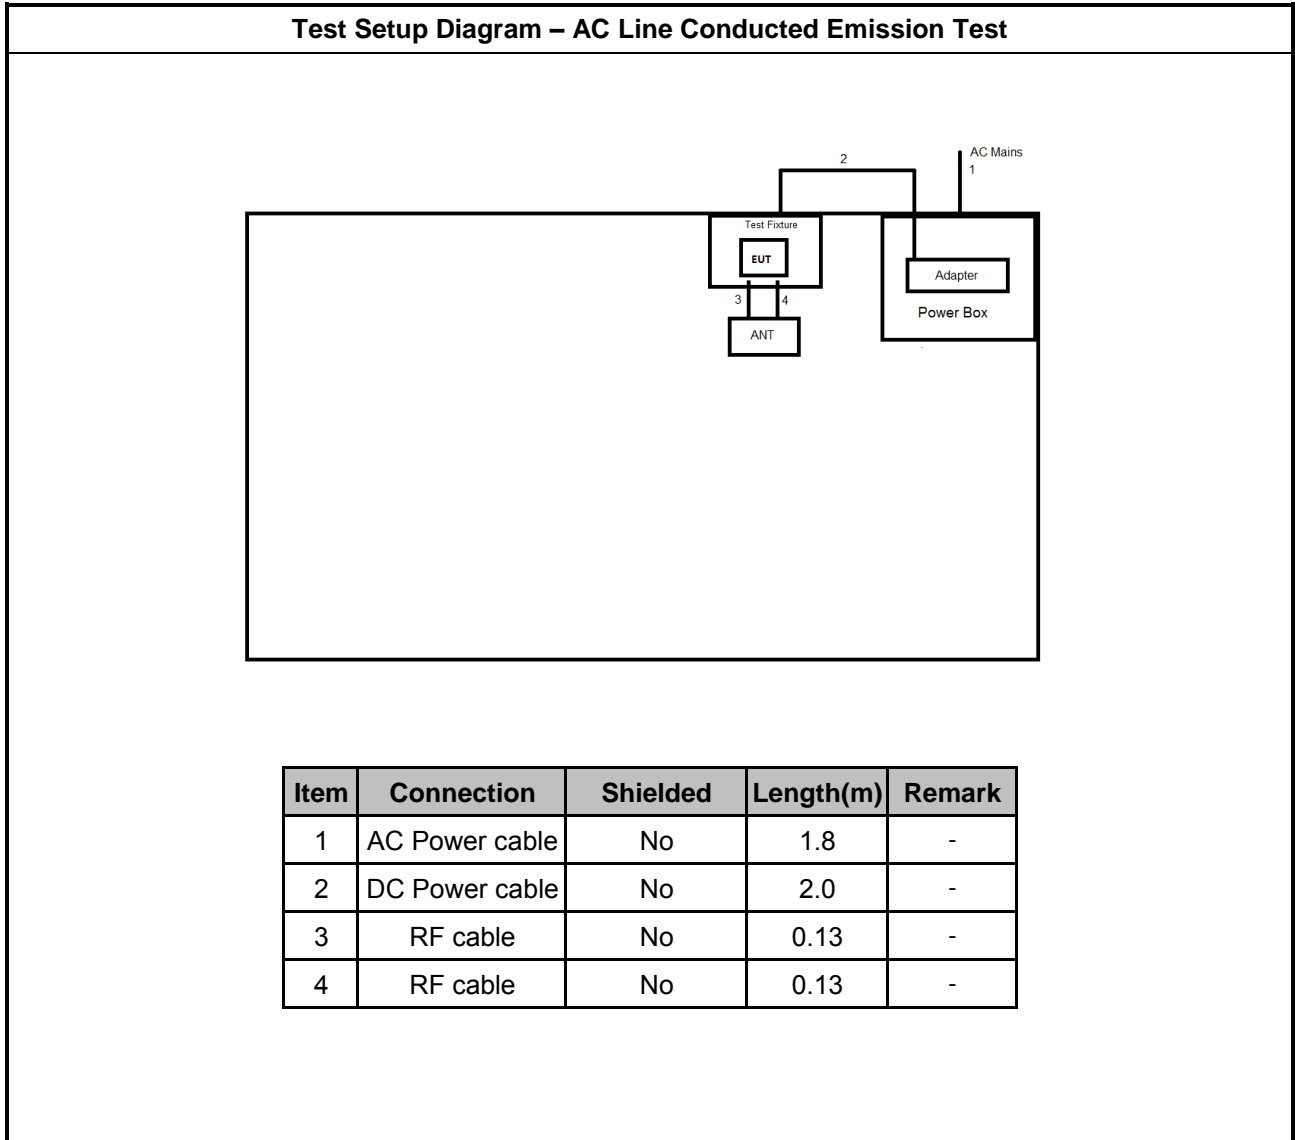 Test Setup Diagram – AC Line Conducted Emission Test
2
AC Mains
1
Test Fixture
EUT
Adapter
Power Box
3 4
ANT
Item Connection Shielded Length(m) Remark
1 AC Power cable No 1.8 -
2 DC Power cable No 2.0 -
3 RF cable No 0.13 -
4 RF cable No 0.13 -